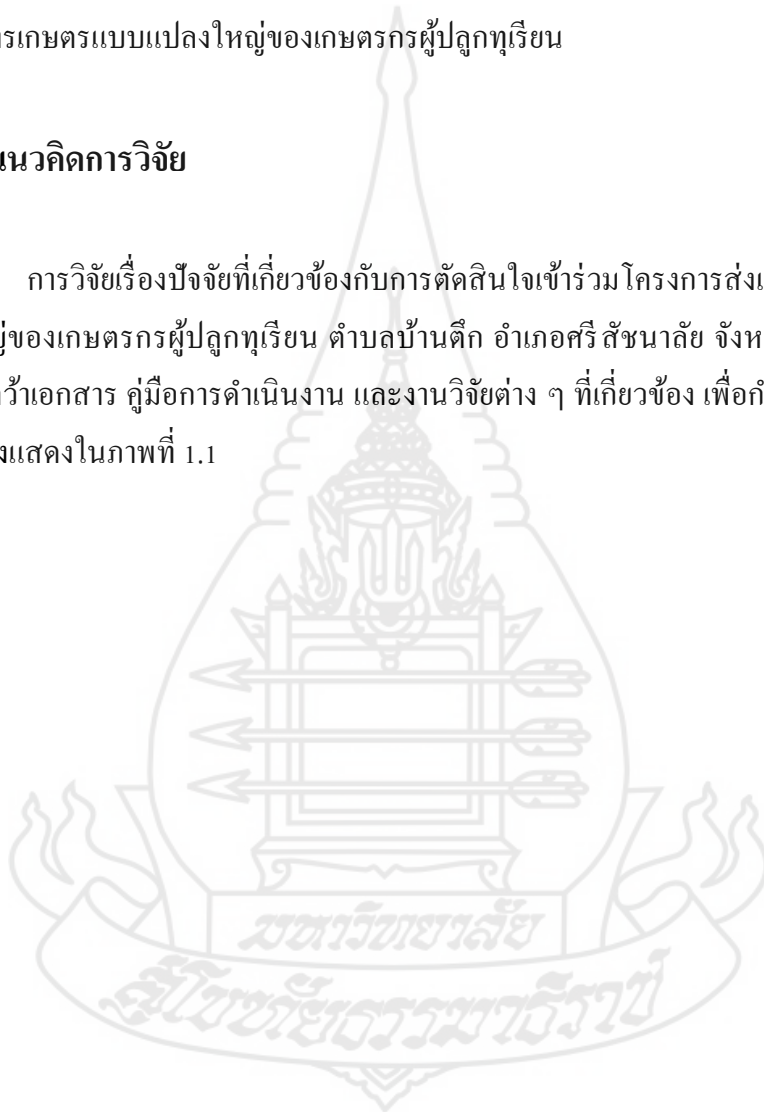 รเกษตรแบบแปลงใหญ่ของเกษตรกรผู้ปลูกทุเรียน
นวคิดการวิจัย
การวิจัยเรื่องปัจจัยที่เกี่ยวข้องกับการตัดสินใจเข้าร่วมโครงการส่งเ
ญ่ของเกษตรกรผู้ปลูกทุเรียน ตำบลบ้านตึก อำเภอศรีสัชนาลัย จังห
ว้าเอกสาร คู่มือการดำเนินงาน และงานวิจัยต่าง ๆ ที่เกี่ยวข้อง เพื่อกำ
งแสดงในภาพที่ 1.1
มหาวิทยาลัย
สุโขทัยธรรมาธิราช